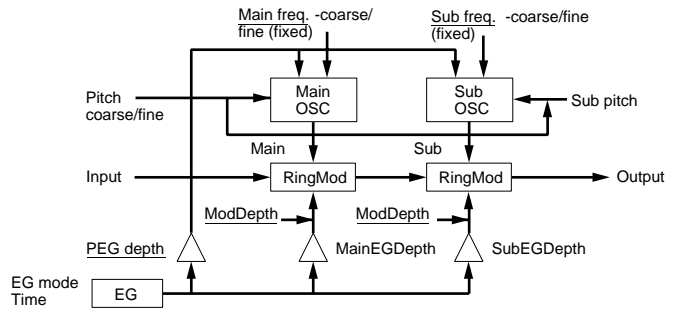 Main freq. -coarse/
fine (fixed)
Sub freq. -coarse/fine
(fixed)
Main
OSC
Sub
OSC
Pitch
coarse/fine
Sub pitch
Main
Sub
Input
RingMod
RingMod
Output
ModDepth
ModDepth
PEG depth
MainEGDepth
SubEGDepth
EG mode
Time
EG